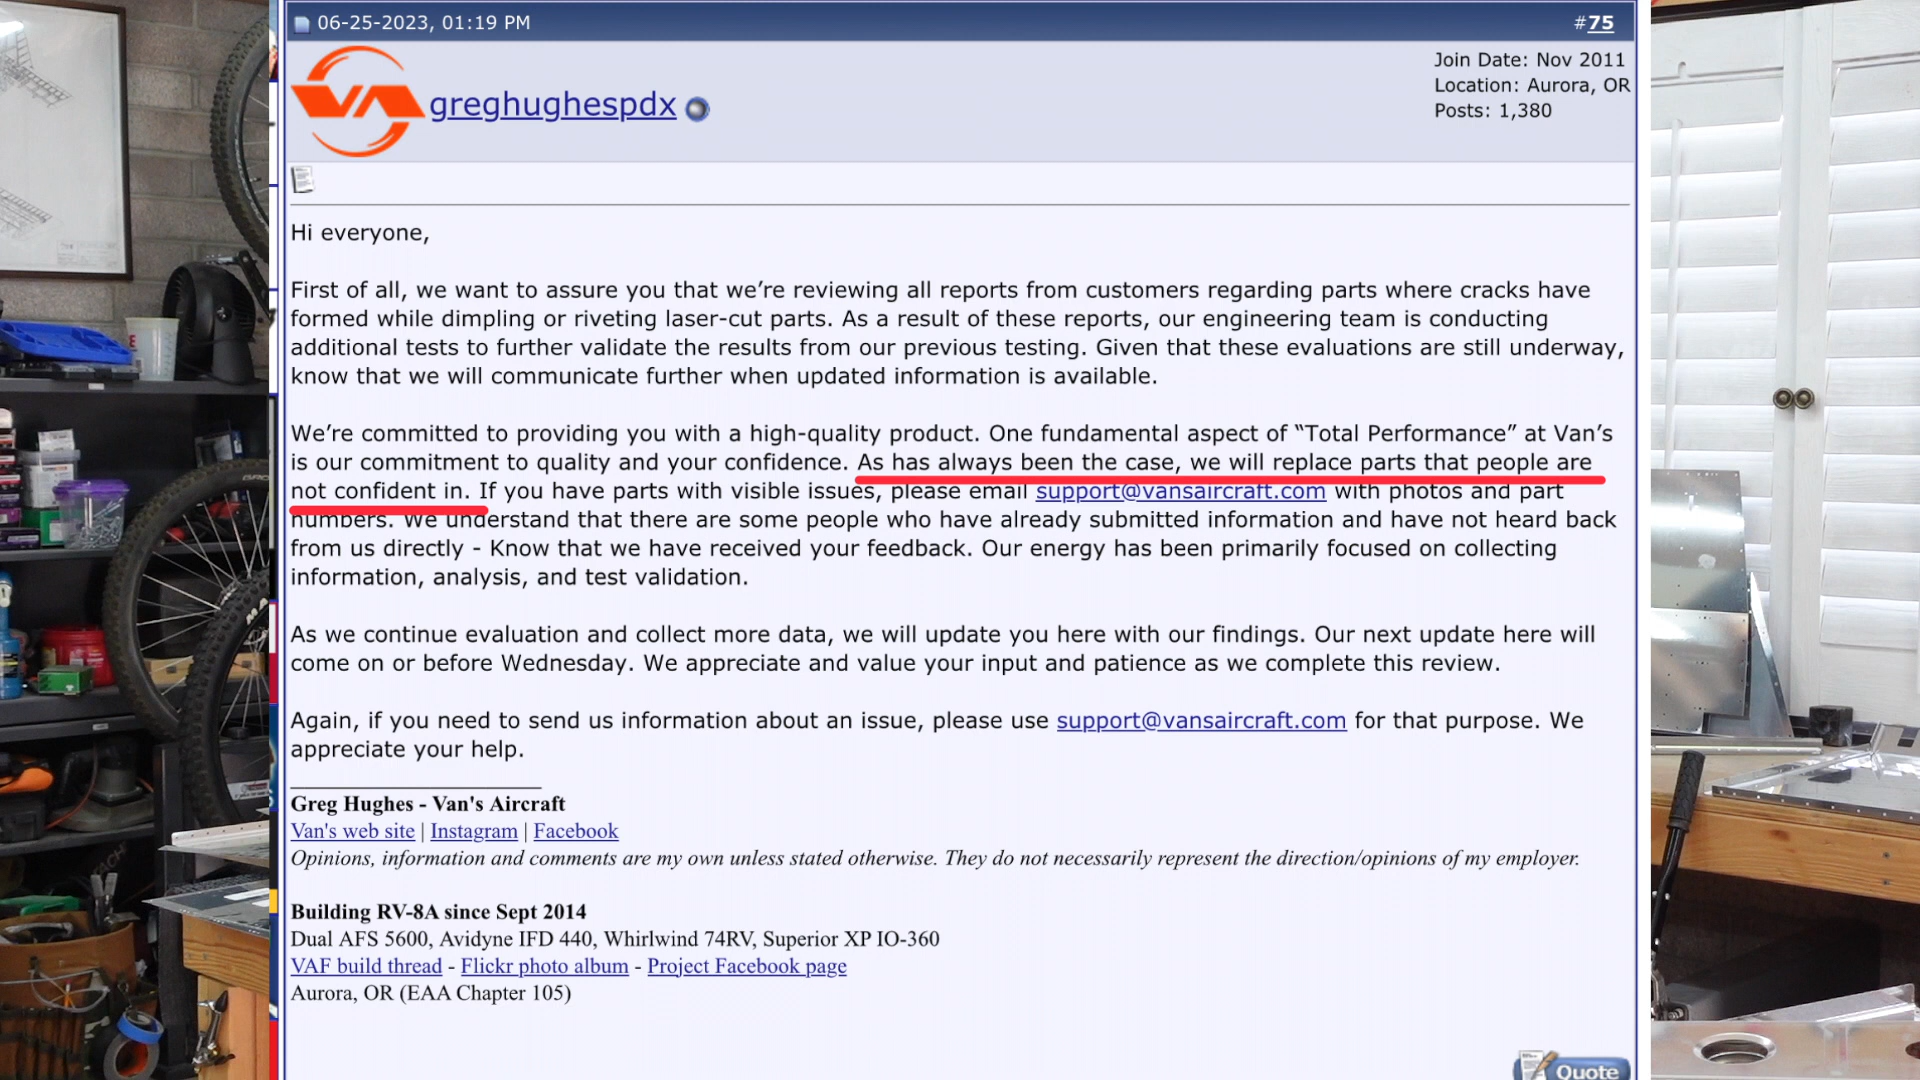 06-25-2023, 01:19 PM
#75
VA
greghughespdx
Join Date: Nov 2011
Location: Aurora, OR
Posts: 1,380
Hi everyone,
First of all, we want to assure you that we’re reviewing all reports from customers regarding parts where cracks have
formed while dimpling or riveting laser-cut parts. As a result of these reports, our engineering team is conducting
additional tests to further validate the results from our previous testing. Given that these evaluations are still underway,
know that we will communicate further when updated information is available.
We’re committed to providing you with a high-quality product. One fundamental aspect of “Total Performance” at Van’s
is our commitment to quality and your confidence. As has always been the case, we will replace parts that people are
not confident in. If you have parts with visible issues, please email support@vansaircraft.com with photos and part
numbers. We understand that there are some people who have already submitted information and have not heard back
from us directly - Know that we have received your feedback. Our energy has been primarily focused on collecting
information, analysis, and test validation.
As we continue evaluation and collect more data, we will update you here with our findings. Our next update here will
come on or before Wednesday. We appreciate and value your input and patience as we complete this review.
Again, if you need to send us information about an issue, please use support@vansaircraft.com for that purpose. We
appreciate your help.
Greg Hughes - Van's Aircraft
Van's web site | Instagram | Facebook
Opinions, information and comments are my own unless stated otherwise. They do not necessarily represent the direction/opinions of my employer.
Building RV-8A since Sept 2014
Dual AFS 5600, Avidyne IFD 440, Whirlwind 74RV, Superior XP IO-360
VAF build thread - Flickr photo album - Project Facebook page
Aurora, OR (EAA Chapter 105)
Quote